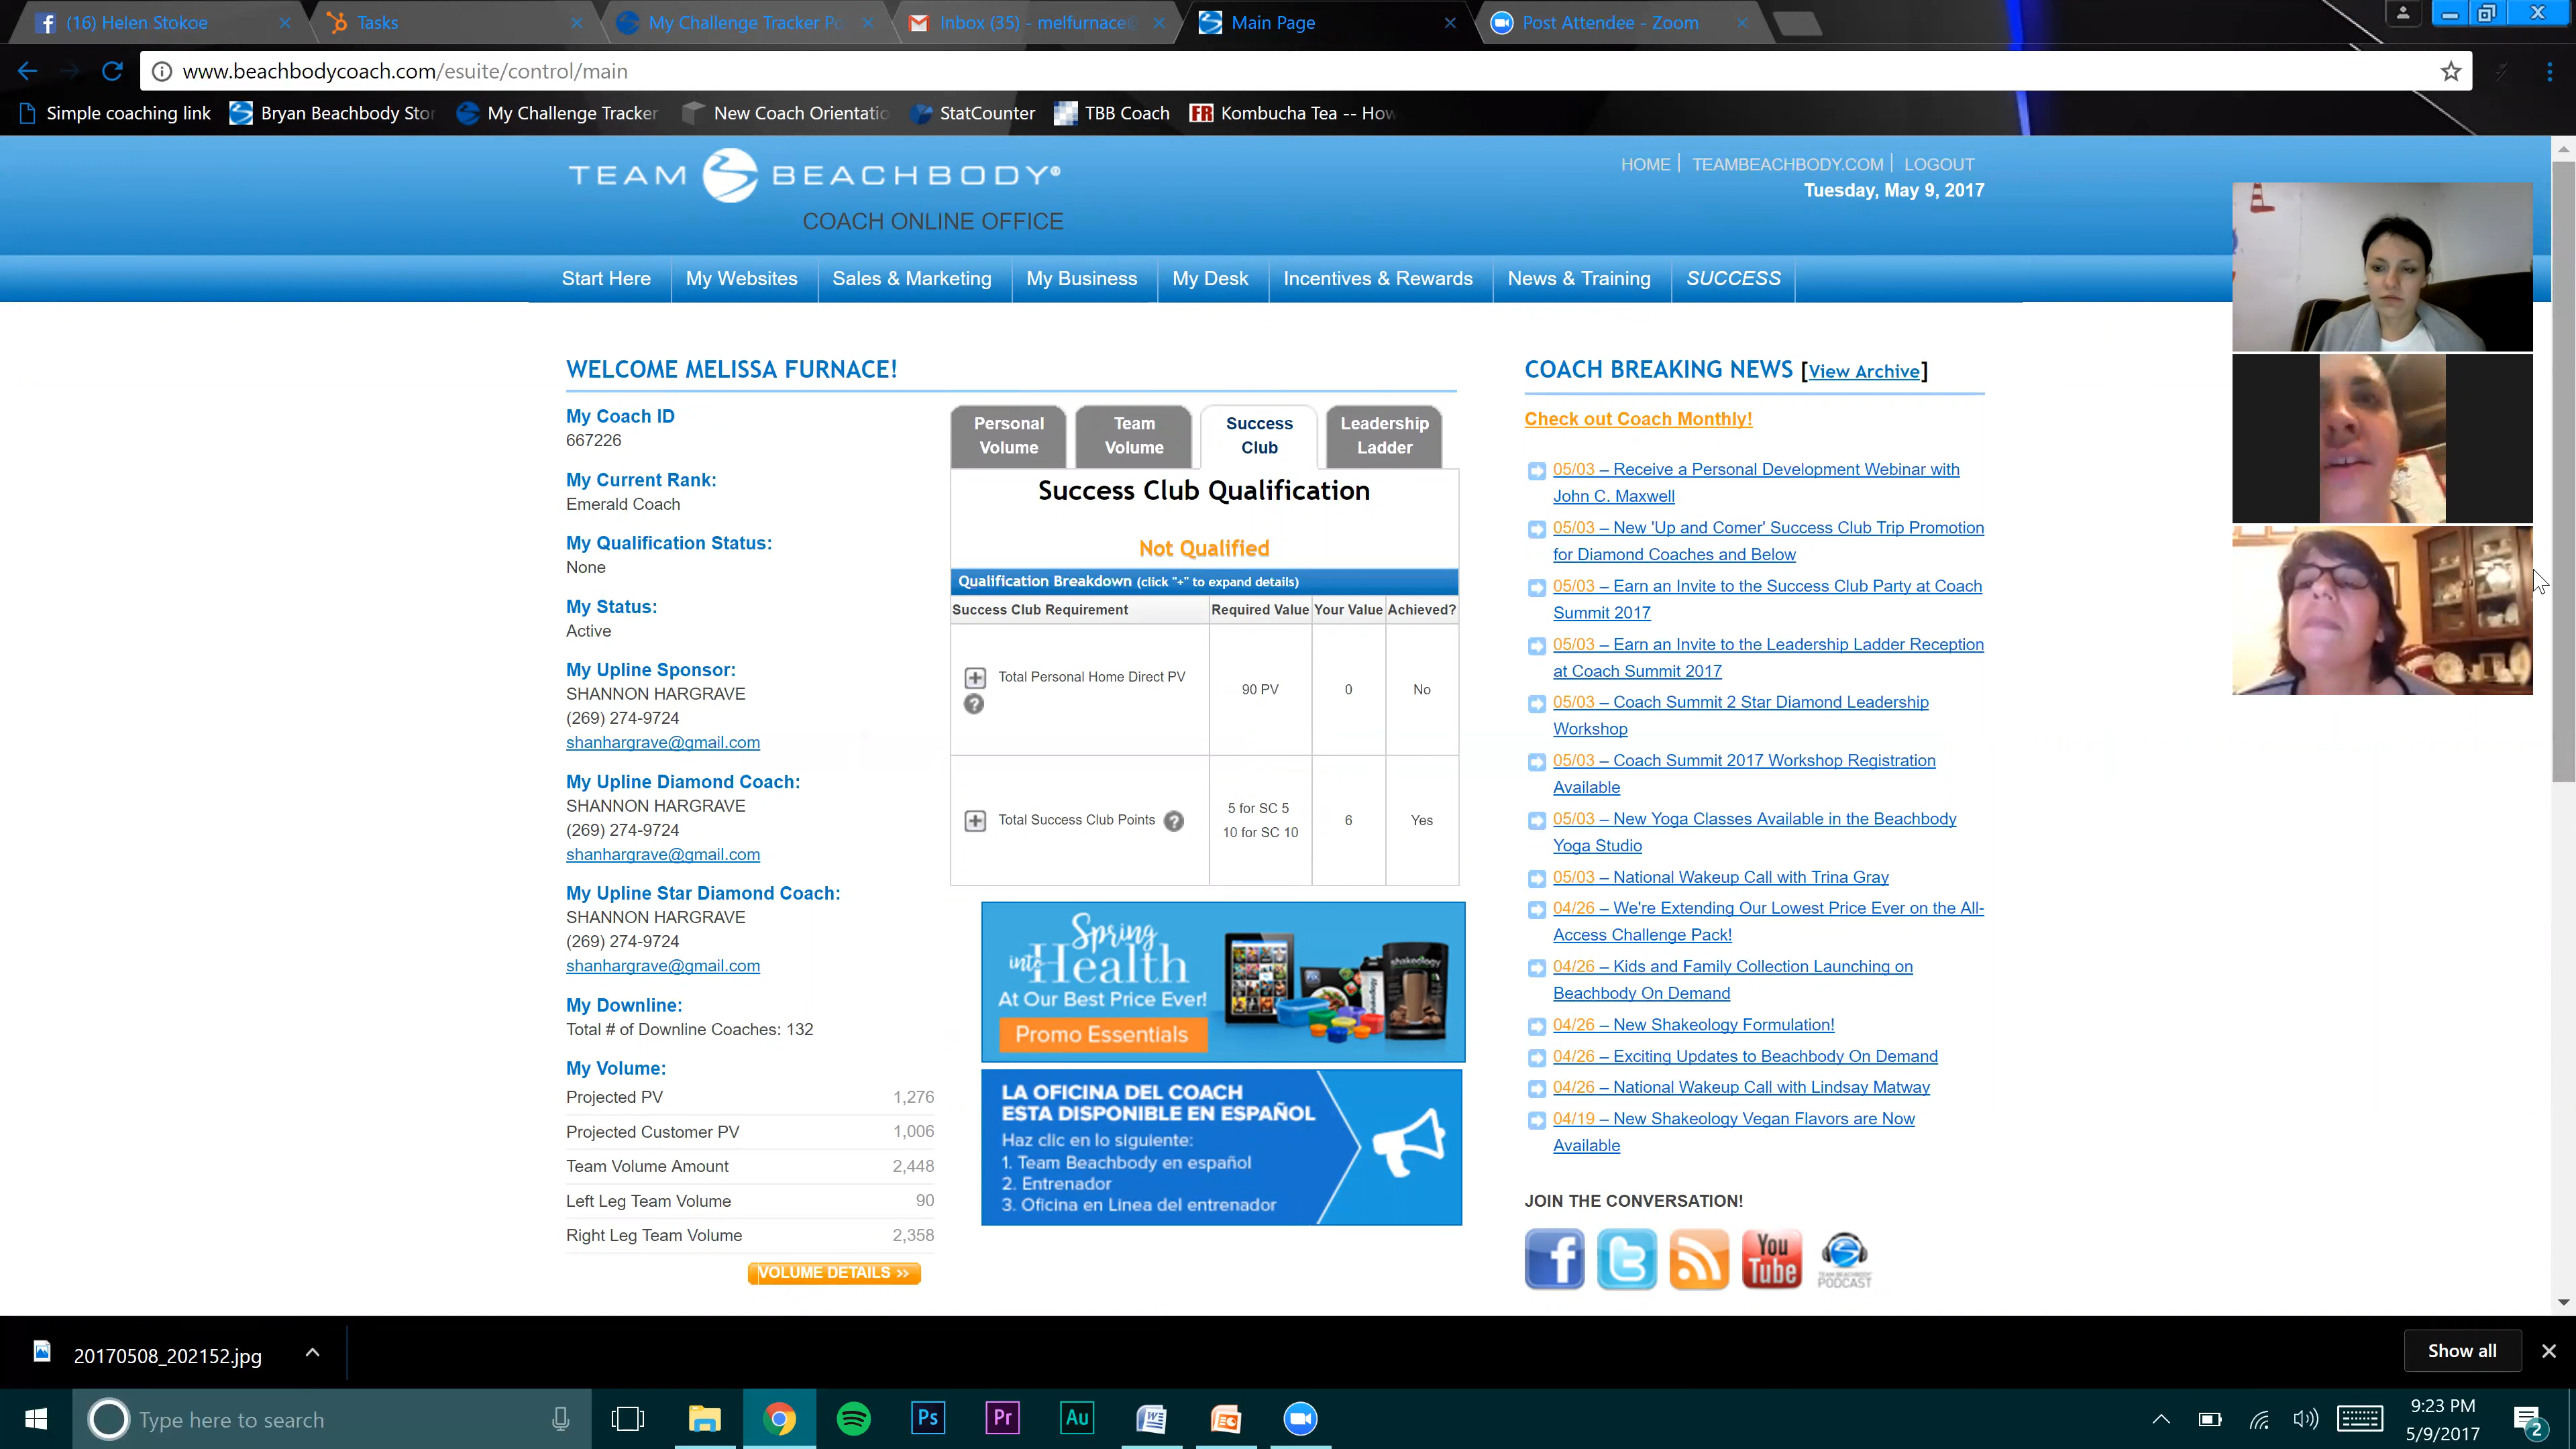 (16) Helen Stokoe
Tasks
My Challenge Tracker Po
Inbox (35) - melfurnace@
Main Page
Post Attendee - Zoom
www.beachbodycoach.com/esuite/control/main
Simple coaching link
Bryan Beachbody Stor
My Challenge Tracker
New Coach Orientatio
StatCounter
TBB Coach
FR
Kombucha Tea -- How
TEAM BEACHBODY®
COACH ONLINE OFFICE
HOME | TEAMBEACHBODY.COM | LOGOUT
Tuesday, May 9, 2017
Start Here
My Websites
Sales & Marketing
My Business
My Desk
Incentives & Rewards
News & Training
SUCCESS
WELCOME MELISSA FURNACE!
My Coach ID
667226
My Current Rank:
Emerald Coach
My Qualification Status:
None
My Status:
Active
My Upline Sponsor:
SHANNON HARGRAVE
(269) 274-9724
shanhargrave@gmail.com
My Upline Diamond Coach:
SHANNON HARGRAVE
(269) 274-9724
shanhargrave@gmail.com
My Upline Star Diamond Coach:
SHANNON HARGRAVE
(269) 274-9724
shanhargrave@gmail.com
My Downline:
Total # of Downline Coaches: 132
My Volume:
Projected PV 1,276
Projected Customer PV 1,006
Team Volume Amount 2,448
Left Leg Team Volume 90
Right Leg Team Volume 2,358
VOLUME DETAILS >>
Personal
Volume
Team
Volume
Success
Club
Leadership
Ladder
Success Club Qualification
Not Qualified
Qualification Breakdown (click "+" to expand details)
Success Club Requirement Required Value Your Value Achieved?
Total Personal Home Direct PV 90 PV 0 No
Total Success Club Points
5 for SC 5
10 for SC 10
6 Yes
Spring
into Health
At Our Best Price Ever!
Promo Essentials
shakeology
LA OFICINA DEL COACH
ESTA DISPONIBLE EN ESPAÑOL
Haz clic en lo siguiente:
1. Team Beachbody en español
2. Entrenador
3. Oficina en Linea del entrenador
COACH BREAKING NEWS [View Archive]
Check out Coach Monthly!
05/03 – Receive a Personal Development Webinar with
John C. Maxwell
05/03 – New 'Up and Comer' Success Club Trip Promotion
for Diamond Coaches and Below
05/03 – Earn an Invite to the Success Club Party at Coach
Summit 2017
05/03 – Earn an Invite to the Leadership Ladder Reception
at Coach Summit 2017
05/03 – Coach Summit 2 Star Diamond Leadership
Workshop
05/03 – Coach Summit 2017 Workshop Registration
Available
05/03 – New Yoga Classes Available in the Beachbody
Yoga Studio
05/03 – National Wakeup Call with Trina Gray
04/26 – We're Extending Our Lowest Price Ever on the All-
Access Challenge Pack!
04/26 – Kids and Family Collection Launching on
Beachbody On Demand
04/26 – New Shakeology Formulation!
04/26 – Exciting Updates to Beachbody On Demand
04/26 – National Wakeup Call with Lindsay Matway
04/19 – New Shakeology Vegan Flavors are Now
Available
JOIN THE CONVERSATION!
You
Tube
TEAM BEACHBODY
PODCAST
20170508_202152.jpg
Show all
Type here to search
Ps
Pr
Au
9:23 PM
5/9/2017
2